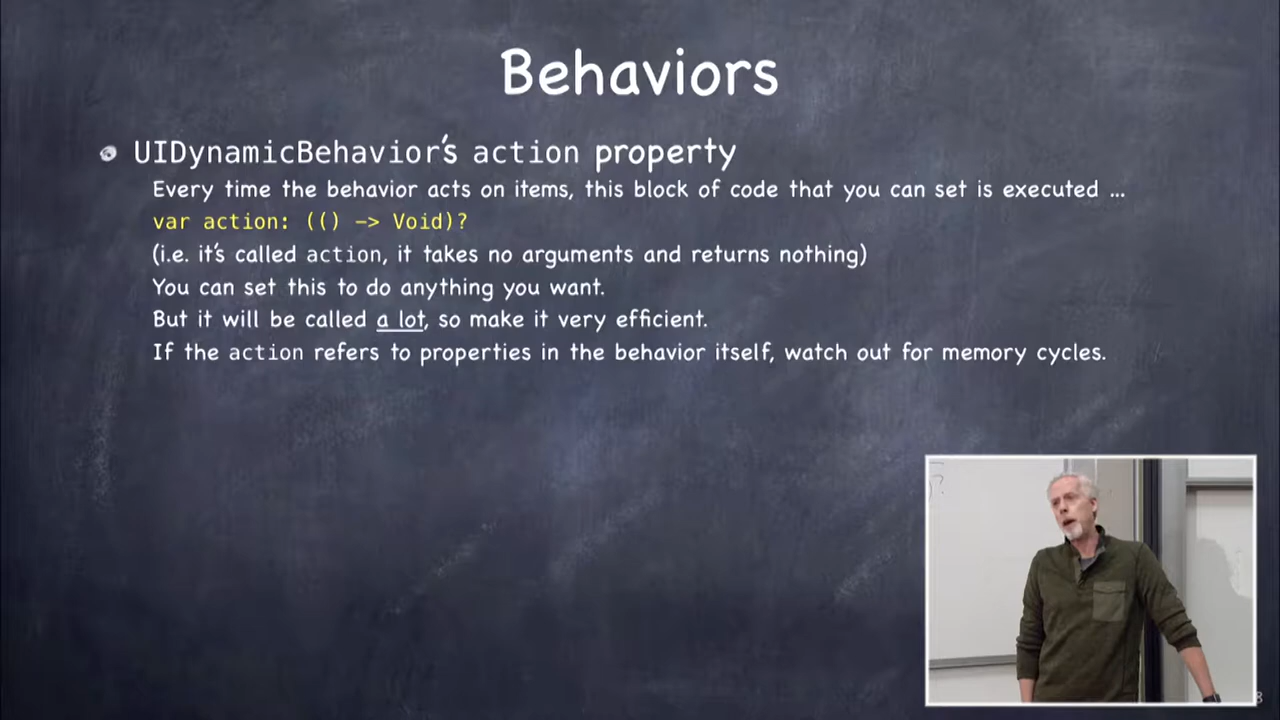 Behaviors
UIDynamicBehavior's action property
Every time the behavior acts on items, this block of code that you can set is executed ...
var action: (() -> Void)?
(i.e. it's called action, it takes no arguments and returns nothing)
You can set this to do anything you want.
But it will be called a lot, so make it very efficient.
If the action refers to properties in the behavior itself, watch out for memory cycles.